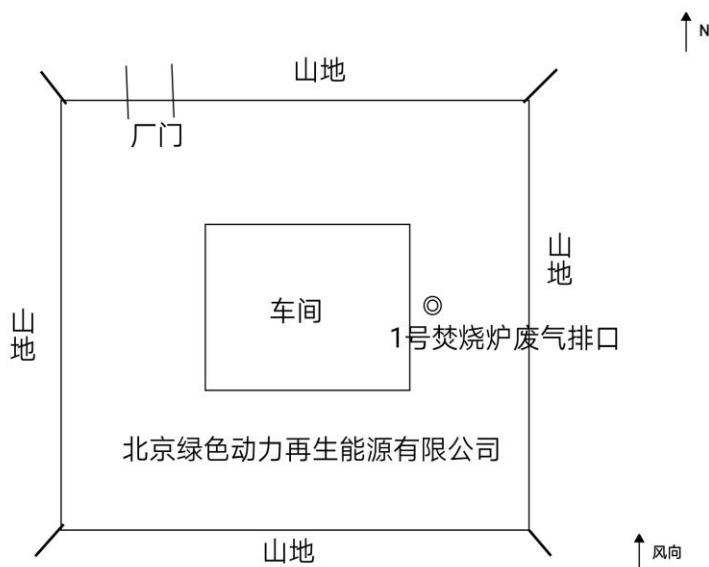 N
山地
厂门
山地
车间
山地
1号焚烧炉废气排口
北京绿色动力再生能源有限公司
山地
风向